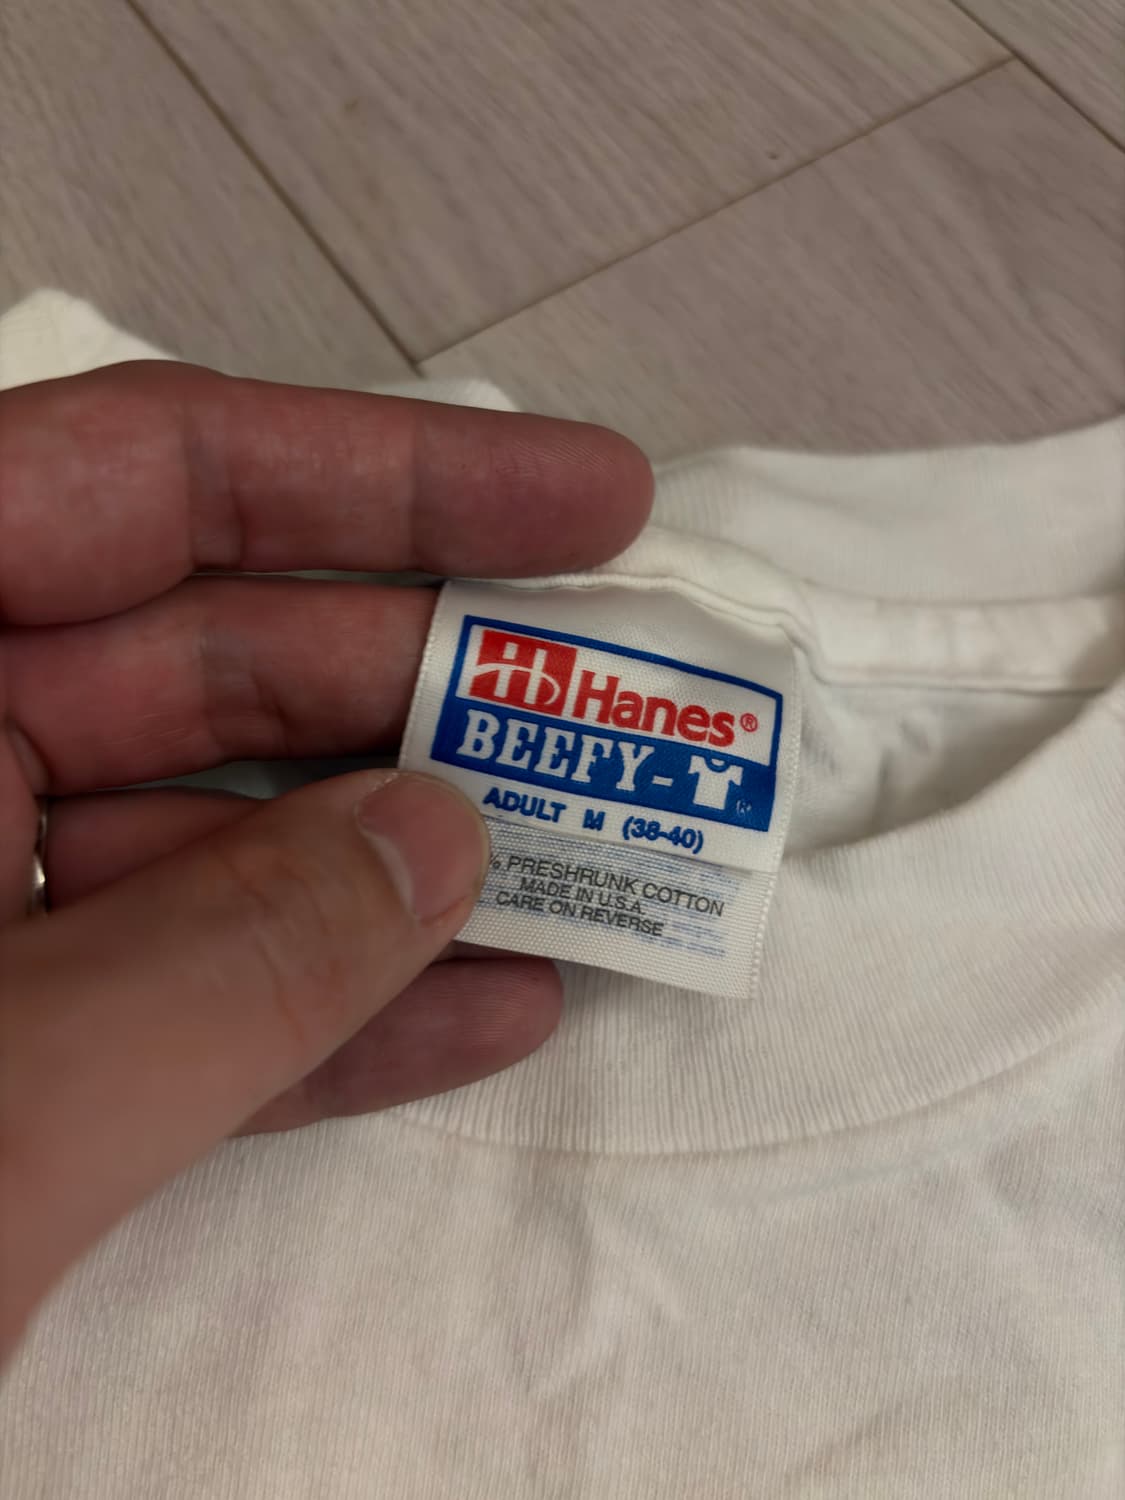 Hanes®
BEEFY-T®
ADULT M (38-40)
% PRESHRUNK COTTON
MADE IN U.S.A.
CARE ON REVERSE